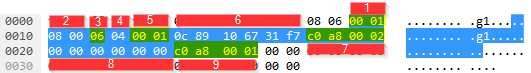 1
2 3 4 5 6
0000 08 06 00 01 ........ .g1.....
0010 08 00 06 04 00 01 0c 89 10 67 31 f7 c0 a8 00 02 ........ .g1.....
0020 00 00 00 00 00 00 c0 a8 00 01 00 00 7 ........ ........
0030 8 9